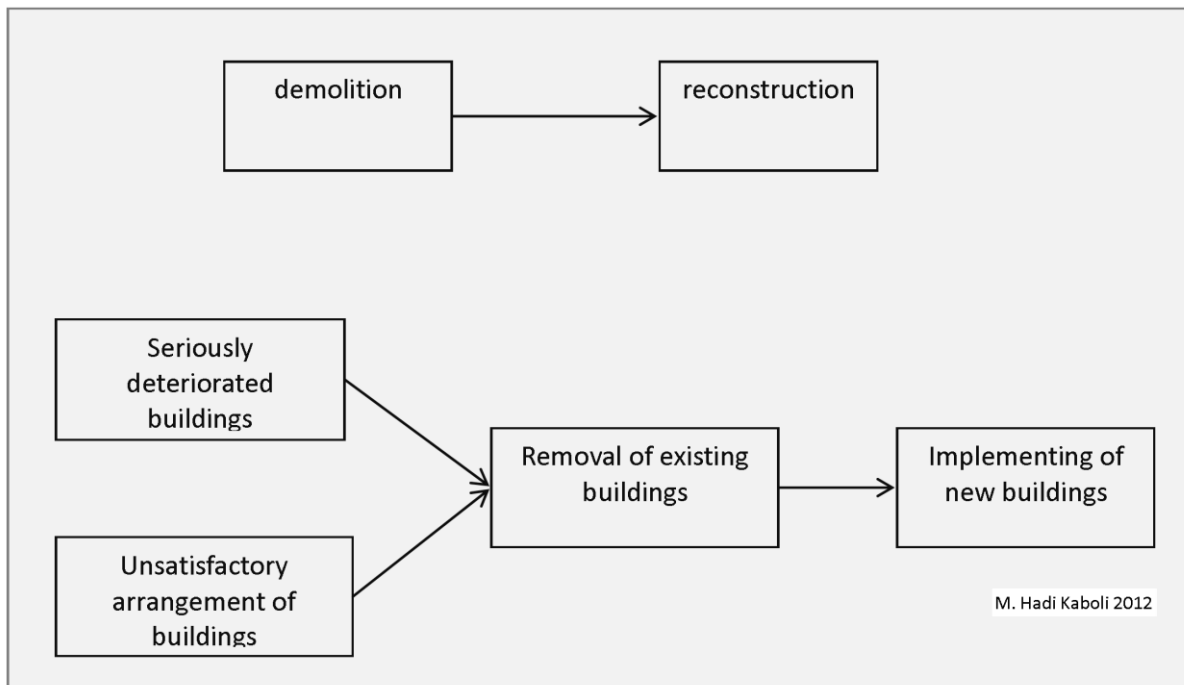 demolition
reconstruction
Seriously
deteriorated
buildings
Removal of existing
buildings
Implementing of
new buildings
Unsatisfactory
arrangement of
buildings
M. Hadi Kaboli 2012